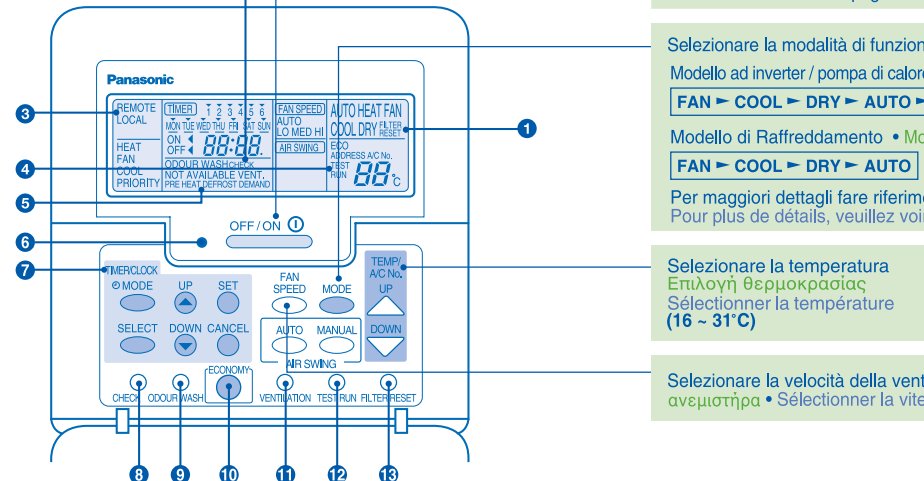 Panasonic
REMOTE
LOCAL
HEAT
FAN
COOL
PRIORITY
TIMER 1 2 3 4 5 6
MON TUE WED THU FRI SAT SUN
ON
OFF 88:88.
ODOUR WASH CHECK
NOT AVAILABLE VENT.
PRE HEAT DEFROST DEMAND
FAN SPEED
AUTO
LO MED HI
AIR SWING
AUTO HEAT FAN
COOL DRY FILTER RESET
ECO
ADDRESS A/C No.
TEST
RUN 88°C
3
4
5
1
6
OFF / ON
7
TIMER/CLOCK
MODE UP SET
SELECT DOWN CANCEL
FAN
SPEED
MODE
TEMP/
A/C No.
UP
DOWN
AUTO MANUAL
AIR SWING
ECONOMY
CHECK ODOUR WASH VENTILATION TEST RUN FILTER RESET
8 9 10 11 12 13
Selezionare la modalità di
Modello ad inverter / pompa di calore
FAN ► COOL ► DRY ► AUTO ►
Modello di Raffreddamento •
FAN ► COOL ► DRY ► AUTO
Per maggiori dettagli fare
Pour plus de détails, veuillez
Selezionare la temperatura
Επιλογή θερμοκρασίας
Sélectionner la température
(16 ~ 31°C)
Selezionare la velocità della
ανεμιστήρα • Sélectionner la